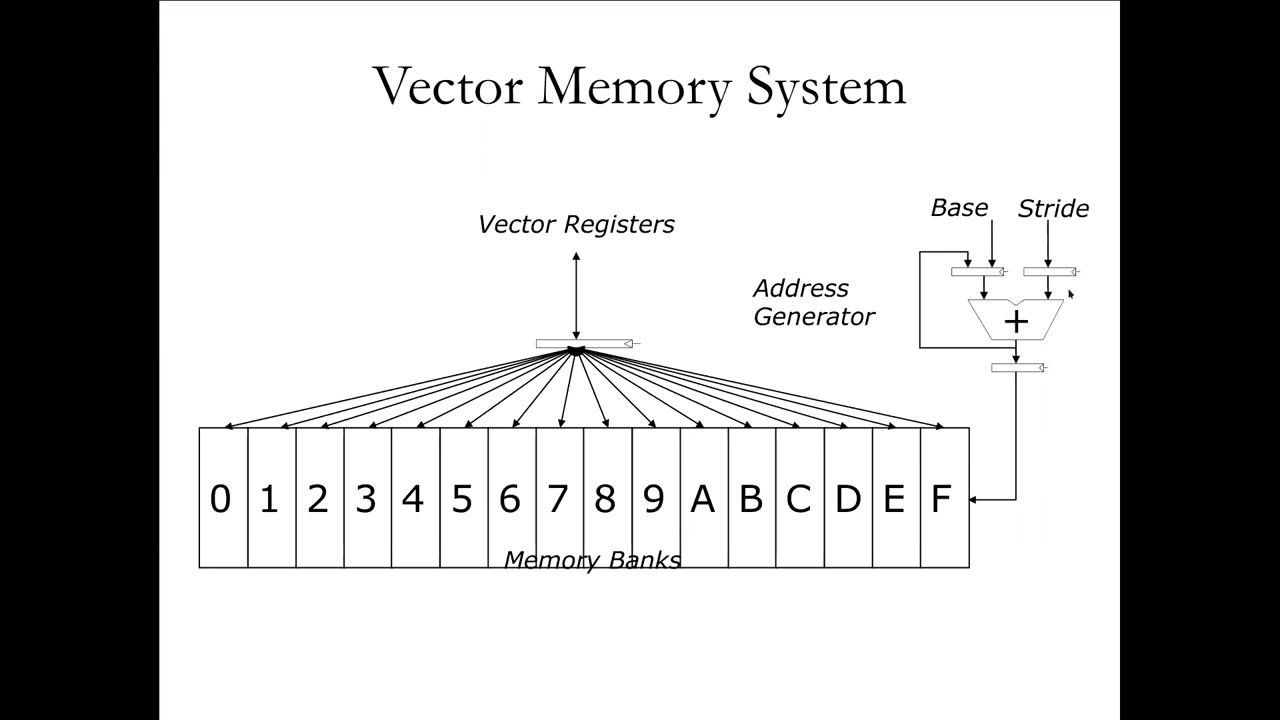 Vector Memory System
Base Stride
Vector Registers
Address
Generator
+
0 1 2 3 4 5 6 7 8 9 A B C D E F
Memory Banks